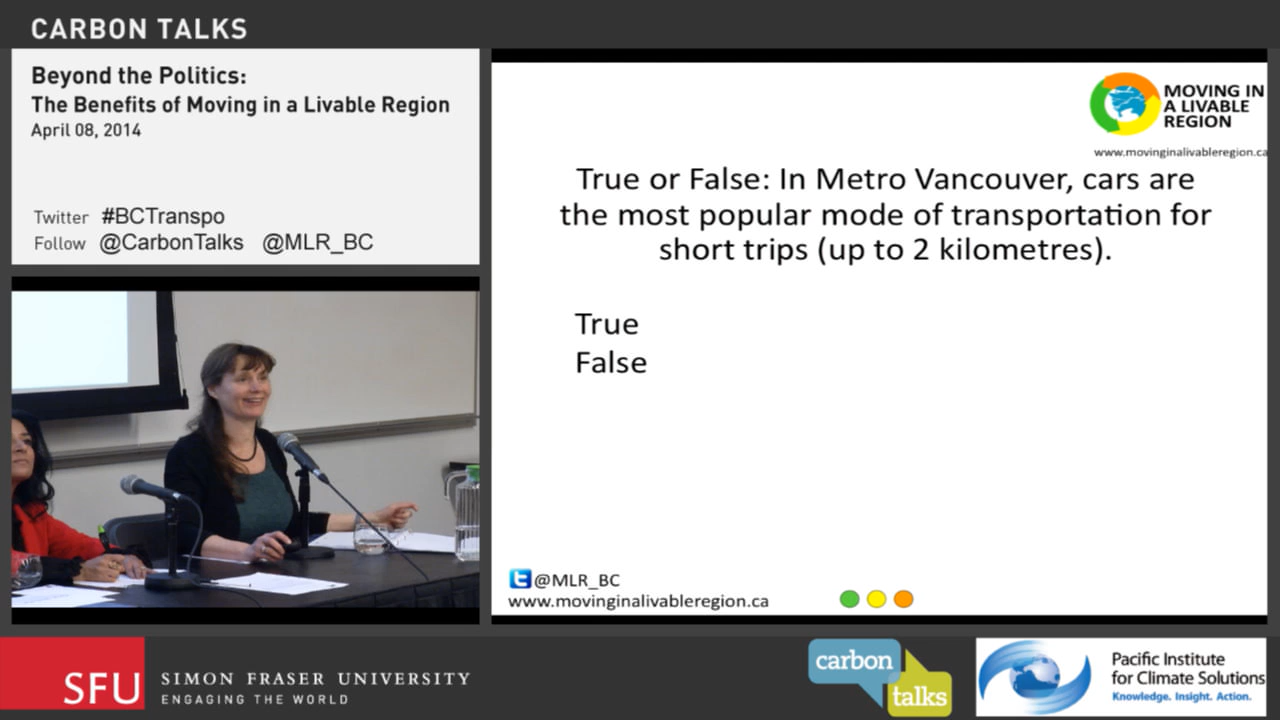 CARBON TALKS
Beyond the Politics:
The Benefits of Moving in a Livable Region
April 08, 2014
Twitter #BCTranspo
Follow @CarbonTalks @MLR_BC
MOVING IN
A LIVABLE
REGION
www.movinginalivableregion.ca
True or False: In Metro Vancouver, cars are
the most popular mode of transportation for
short trips (up to 2 kilometres).
True
False
@MLR_BC
www.movinginalivableregion.ca
SFU
SIMON FRASER UNIVERSITY
ENGAGING THE WORLD
carbon
talks
Pacific Institute
for Climate Solutions
Knowledge. Insight. Action.